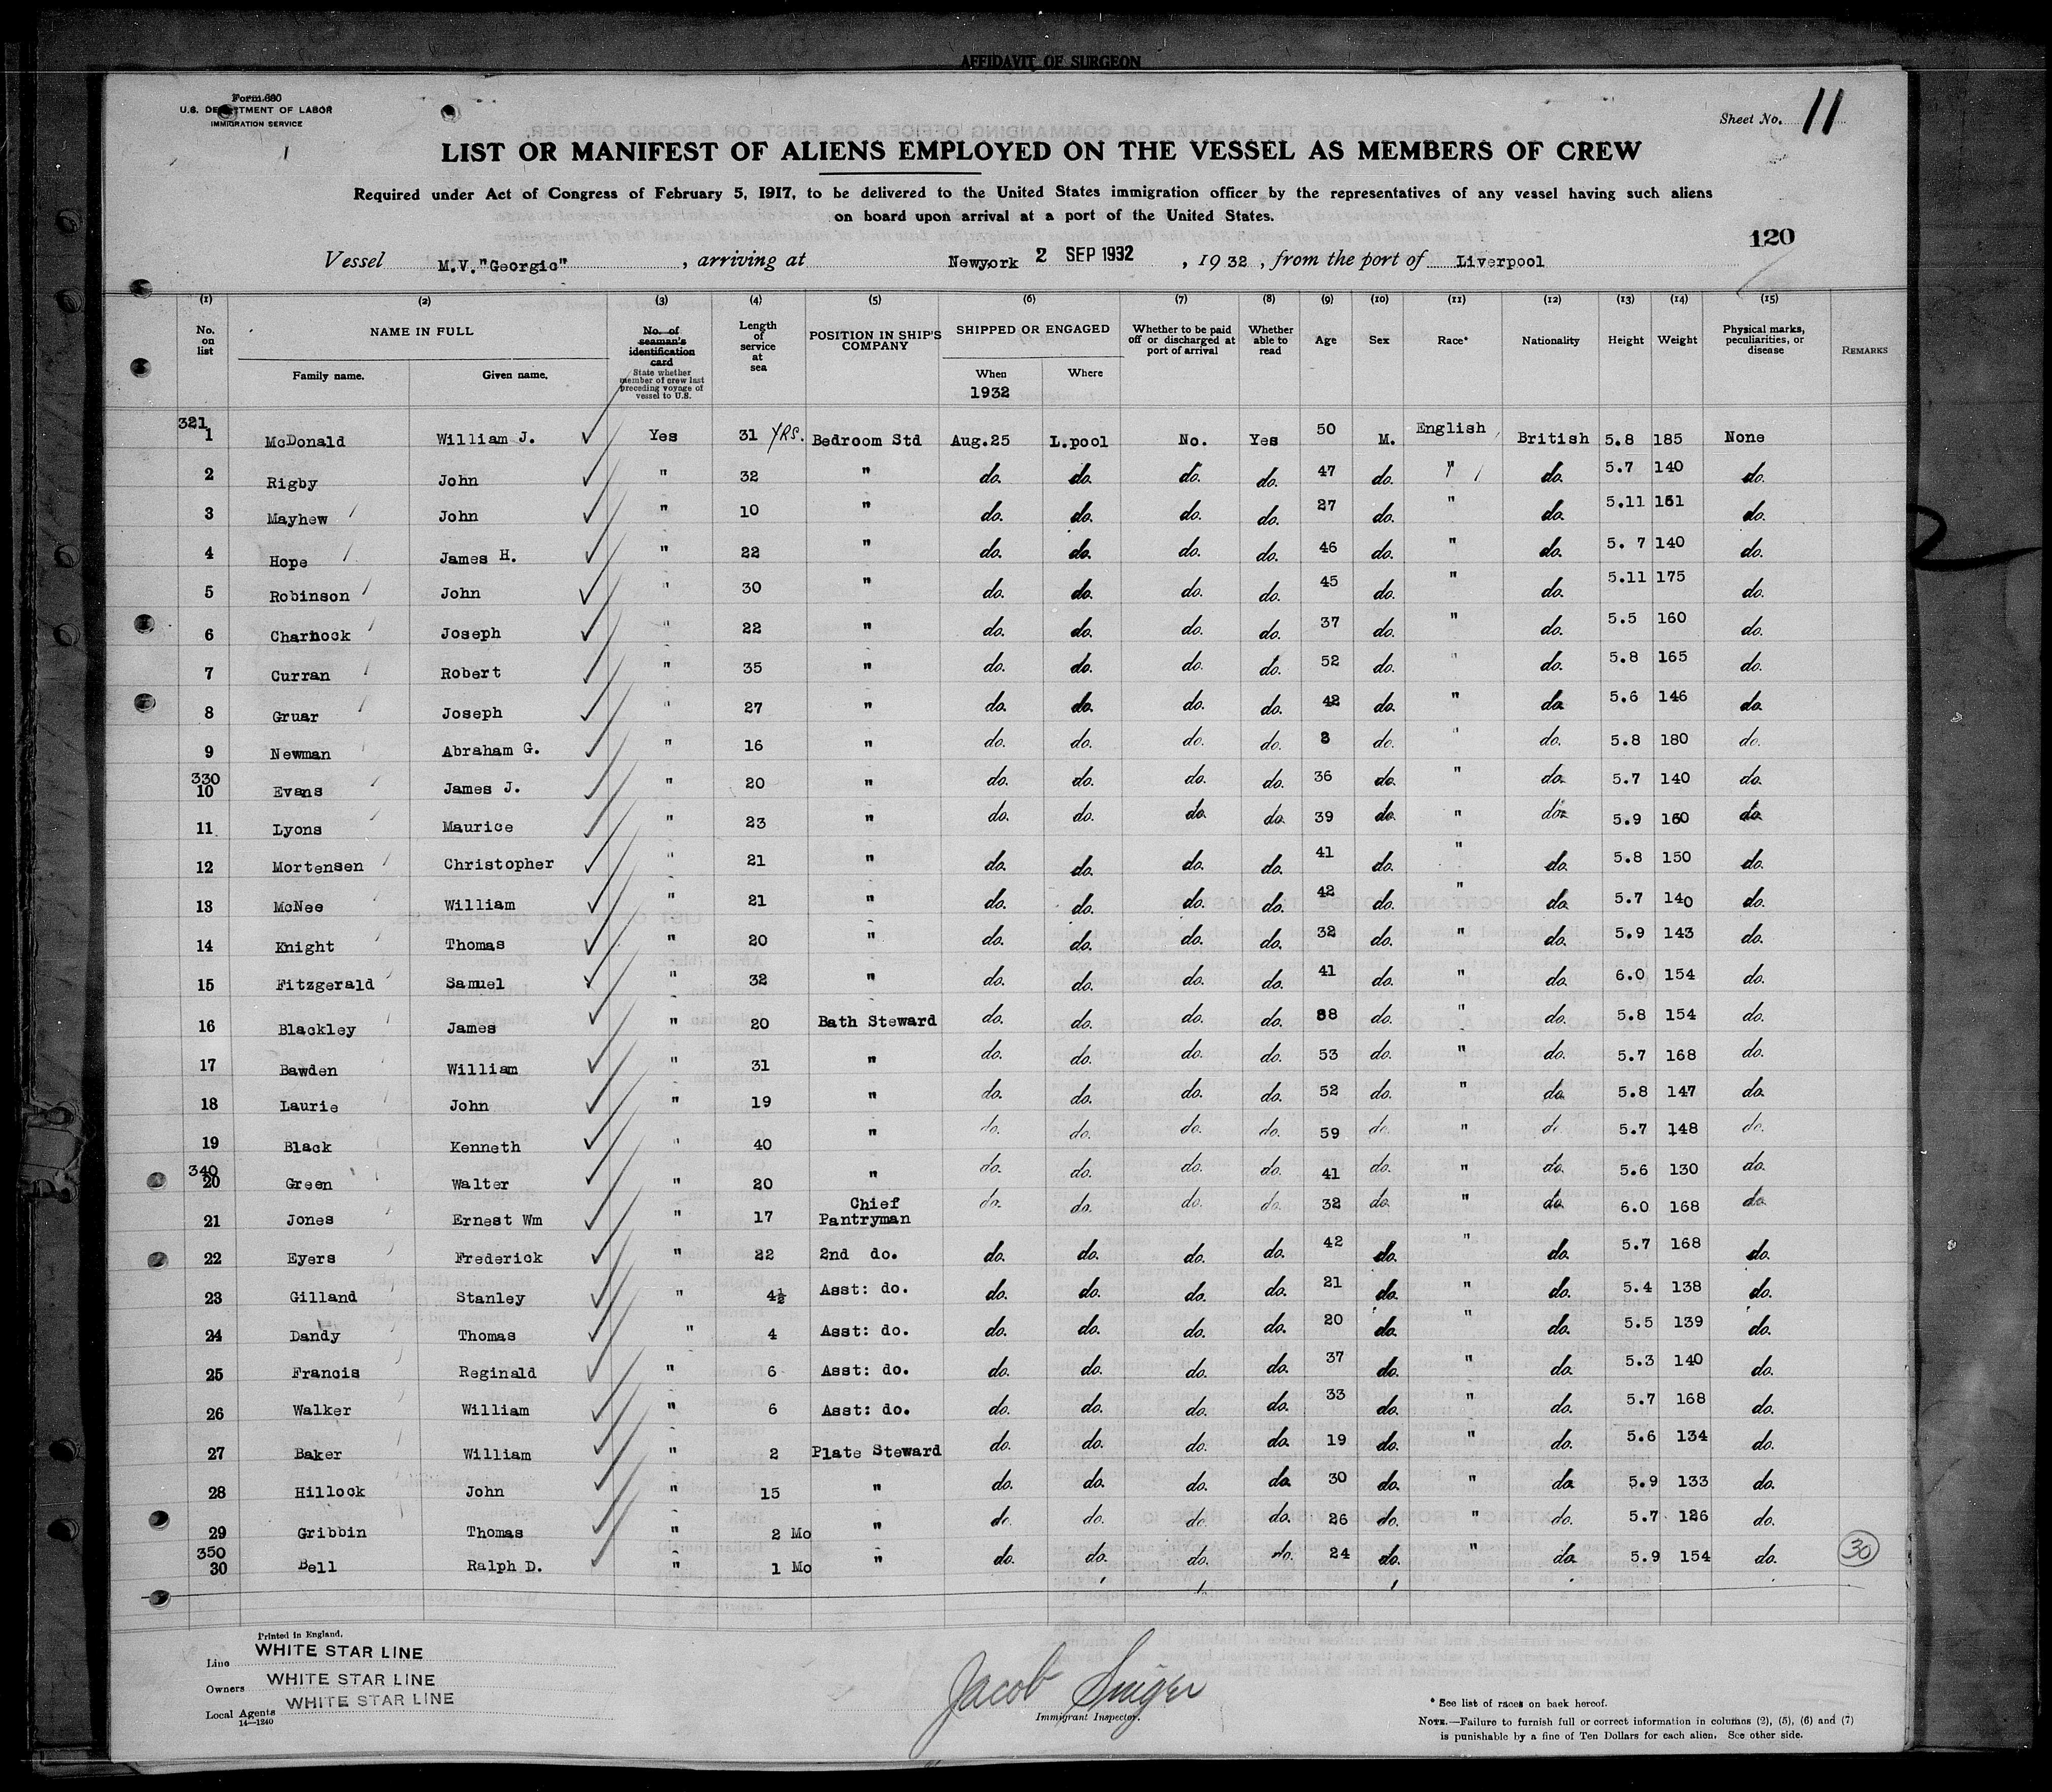 AFFIDAVIT OF SURGEON
Form 680
U.S. DEPARTMENT OF LABOR
IMMIGRATION SERVICE
Sheet No. 11
LIST OR MANIFEST OF ALIENS EMPLOYED ON THE VESSEL AS MEMBERS OF CREW
Required under Act of Congress of February 5, 1917, to be delivered to the United States immigration officer by the representatives of any vessel having such aliens
on board upon arrival at a port of the United States.
120
Vessel M.V."Georgic", arriving at Newyork 2 SEP 1932, 1932, from the port of Liverpool
(1) (2) (3) (4) (5) (6) (7) (8) (9) (10) (11) (12) (13) (14) (15)
No. on list NAME IN FULL Family name. Given name. No. of seaman's identification card State whether member of crew last preceding voyage of vessel to U.S. Length of service at sea POSITION IN SHIP'S COMPANY SHIPPED OR ENGAGED When 1932 Where Whether to be paid off or discharged at port of arrival Whether able to read Age Sex Race* Nationality Height Weight Physical marks, peculiarities, or disease REMARKS
321 1 McDonald William J. Yes 31 YRS. Bedroom Std Aug.25 L.pool No. Yes 50 M. English British 5.8 185 None
2 Rigby John " 32 " do. do. do. do. 47 do. " do. 5.7 140 do.
3 Mayhew John " 10 " do. do. do. do. 27 do. " do. 5.11 do.
4 Hope James H. " 22 " do. do. do. do. 46 do. " do. 5. 7 140 do.
5 Robinson John " 30 " do. do. do. do. 45 do. " do. 5.11 175 do.
6 Charnock Joseph " 22 " do. do. do. do. 37 do. do. 5.5 160 do.
7 Curran Robert " 35 " do. do. do. do. 52 do. " do. 5.8 165 do.
8 Gruar Joseph " 27 " do. do. do. do. 42 do. " do. 5.6 146 do.
9 Newman Abraham G. " 16 " do. do. do. do. do. " do. 5.8 180 do.
330 10 Evans James J. " 20 " do. do. do. do. 36 do. " do. 5.7 140 do.
11 Lyons Maurice " 23 " do. do. do. do. 39 do. " do. 5.9 do.
12 Mortensen Christopher " 21 " do. do. do. do. 41 do. " do. 5.8 150 do.
13 McNee William " 21 " do. do. do. do. 42 do. " do. 5.7 140 do.
14 Knight Thomas " 20 " do. do. do. do. 32 do. " do. 5.9 143 do.
15 Fitzgerald Samuel " 32 " do. do. do. do. 41 do. " do. 6.0 154 do.
16 Blackley James " 20 Bath Steward do. do. do. do. do. " do. 5.8 154 do.
17 Bawden William " 31 " do. do. do. do. 53 do. " do. 5.7 168 do.
18 Laurie John " 19 " do. do. do. do. 52 do. " do. 5.8 147 do.
19 Black Kenneth " 40 " do. do. do. do. 59 do. " do. 5.7 148 do.
340 20 Green Walter " 20 " do. do. do. do. 41 do. " do. 5.6 130 do.
21 Jones Ernest Wm " 17 Chief Pantryman do. do. do. do. 32 do. " do. 6.0 168 do.
22 Eyers Frederick " 22 2nd do. do. do. do. do. 42 do. " do. 5.7 168 do.
23 Gilland Stanley " 4½ Asst: do. do. do. do. do. 21 do. " do. 5.4 138 do.
24 Dandy Thomas " 4 Asst: do. do. do. do. do. 20 do. " do. 5.5 139 do.
25 Francis Reginald " 6 Asst: do. do. do. do. do. 37 do. " do. 5.3 140 do.
26 Walker William " 6 Asst: do. do. do. do. do. 33 do. " do. 5.7 168 do.
27 Baker William " 2 Plate Steward do. do. do. do. 19 do. " do. 5.6 134 do.
28 Hillock John " 15 " do. do. do. do. 30 do. " do. 5.9 133 do.
29 Gribbin Thomas " 2 Mo " do. do. do. do. 26 do. " do. 5.7 126 do.
350 30 Bell Ralph D. " 1 Mo " do. do. do. do. 24 do. " do. 5.9 154 do. 30
Printed in England.
Line WHITE STAR LINE
Owners WHITE STAR LINE
Local Agents WHITE STAR LINE
14—1240
Jacob Singer
Immigrant Inspector.
* See list of races on back hereof.
NOTE.—Failure to furnish full or correct information in columns (2), (5), (6) and (7)
is punishable by a fine of Ten Dollars for each alien. See other side.